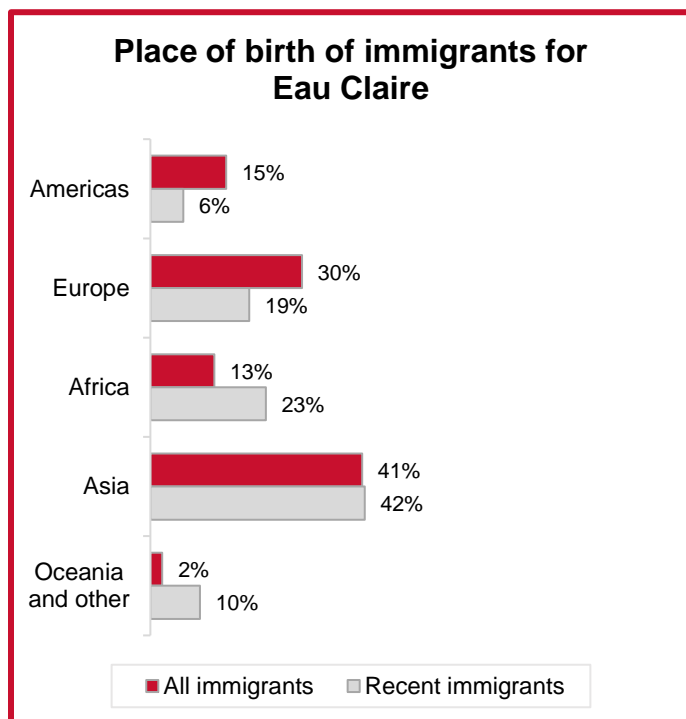 Place of birth of immigrants for
Eau Claire
Americas
15%
6%
Europe
30%
19%
Africa
13%
23%
Asia
41%
42%
Oceania
and other
2%
10%
All immigrants
Recent immigrants